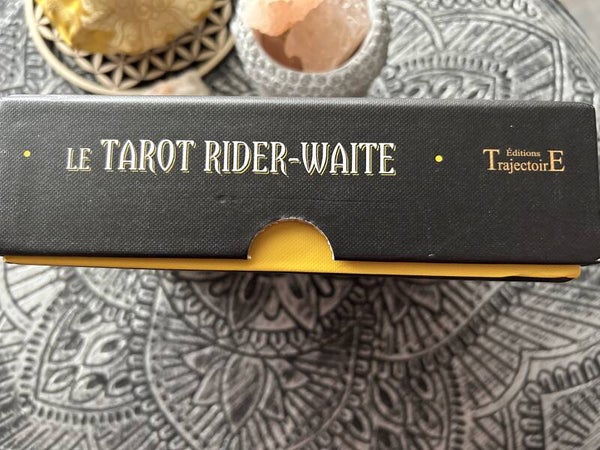 LE TAROT RIDER-WAITE
Éditions
TrajectoirE